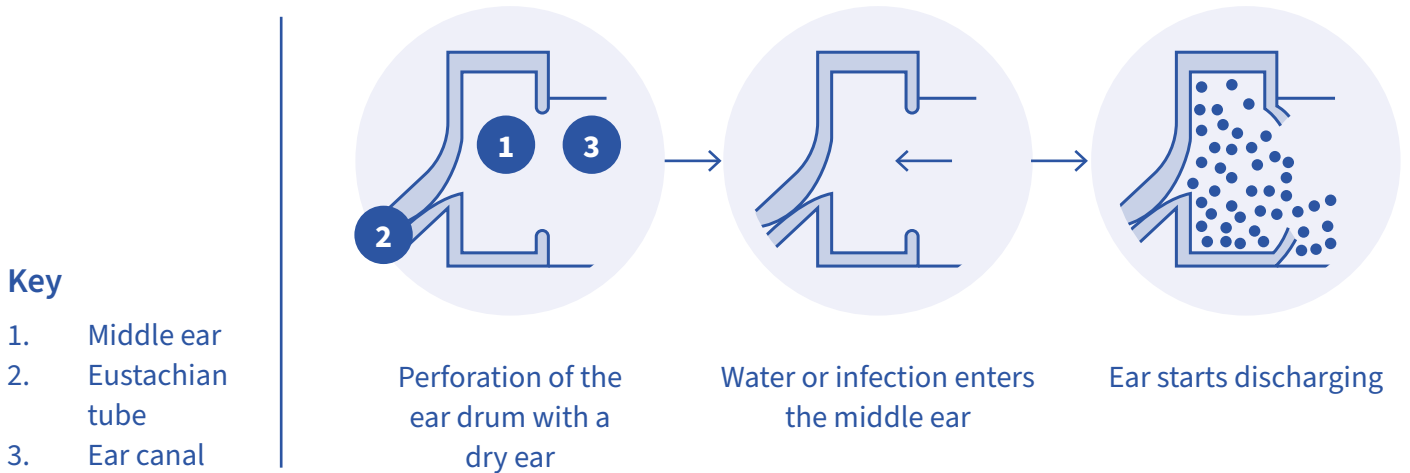 1
3
2
Key
1. Middle ear
2. Eustachian
tube
3. Ear canal
Perforation of the
ear drum with a
dry ear
Water or infection enters
the middle ear
Ear starts discharging